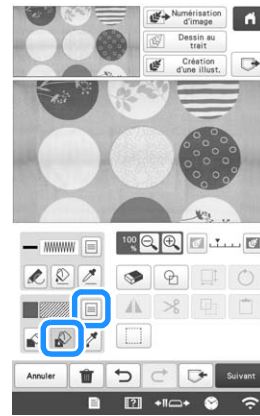 Numérisation
d'image
Dessin au
trait
Création
d'une illust.
100 %
Annuler
Suivant